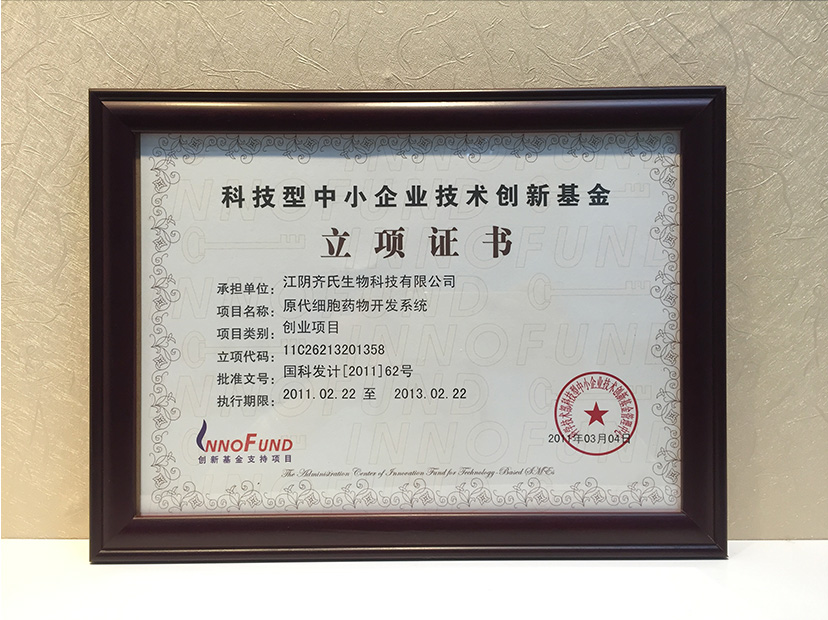 科技型中小企业技术创新基金
立项证书
承担单位：江阴齐氏生物科技有限公司
项目名称：原代细胞药物开发系统
项目类别：创业项目
立项代码：11C26213201358
批准文号：国科发计[2011]62号
执行期限：2011.02.22 至 2013.02.22
INNOFUND
创新基金支持项目
2011年03月04日
The Administration Center of Innovation Fund for Technology-Based SMEs